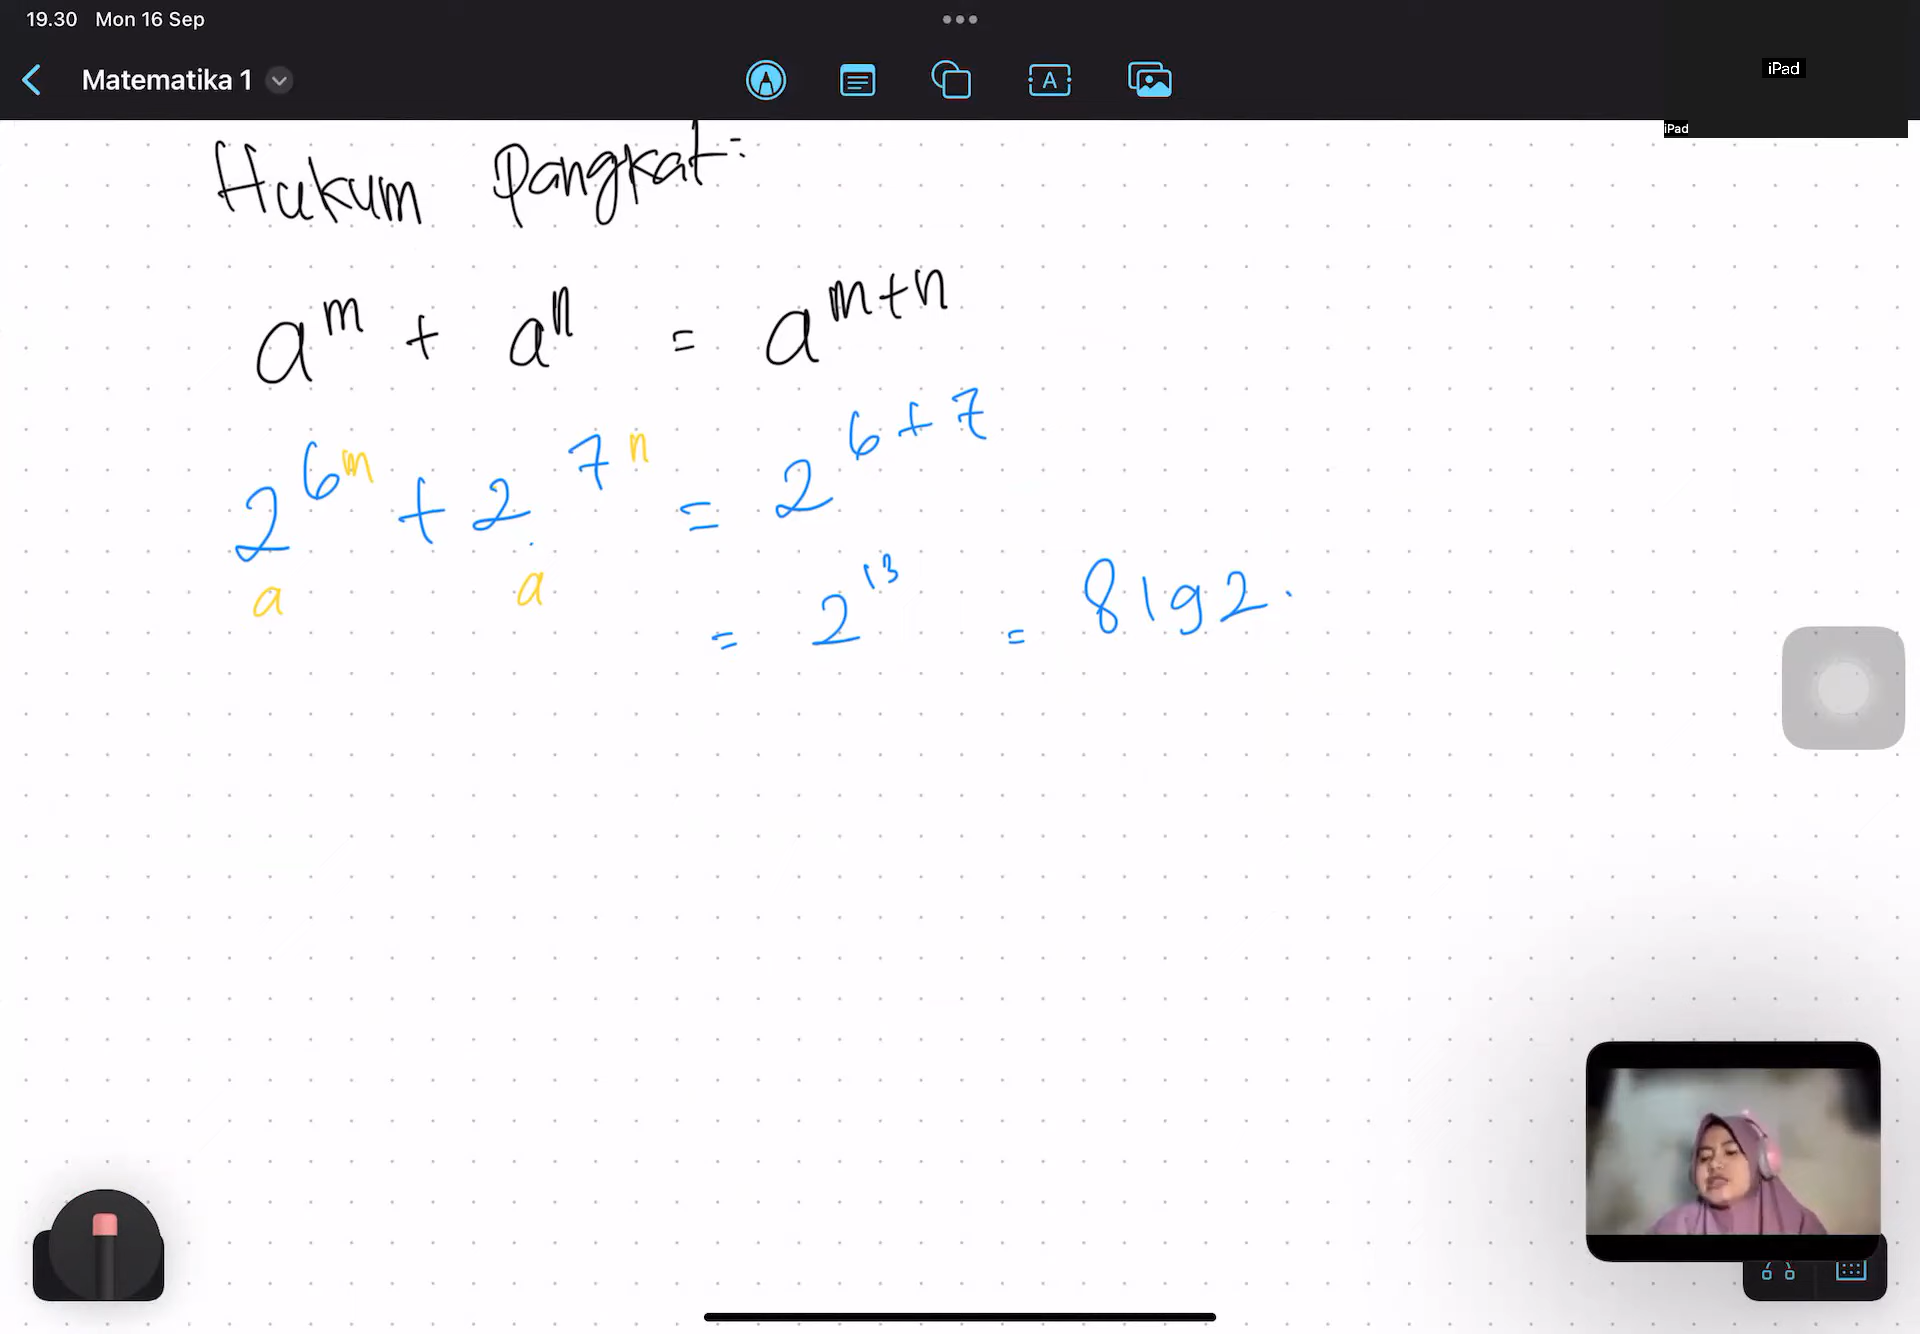 19.30 Mon 16 Sep
Matematika 1
A
iPad
iPad
Hukum Pangkat:
a^m + a^n = a^{m+n}
2^{6 m} + 2^{7 n} = 2^{6+7}
a a
= 2^{13} = 8192.